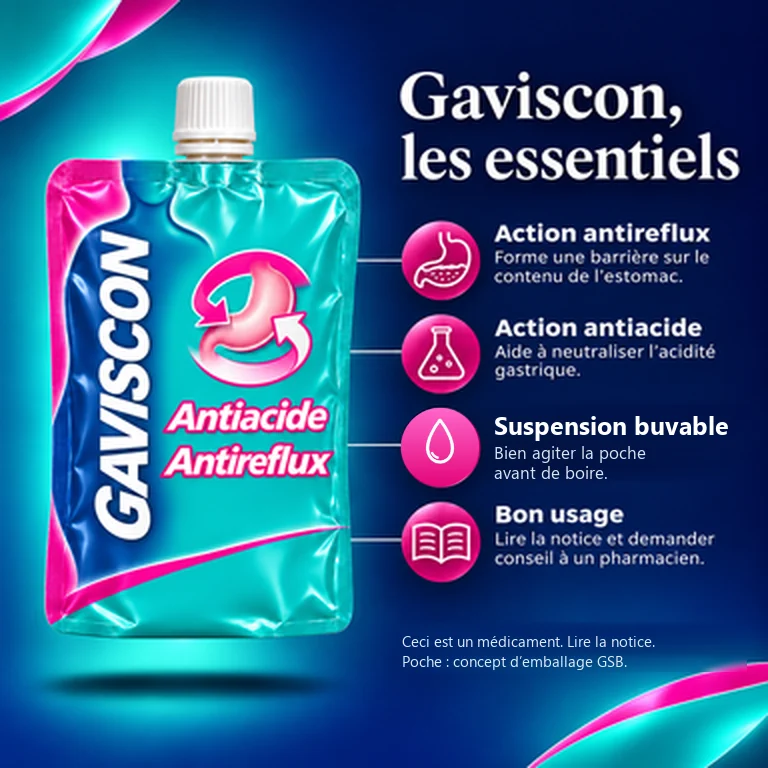 Gaviscon,
les essentiels
GAVISCON
Antiacide
Antireflux
Action antireflux
Forme une barrière sur le
contenu de l'estomac.
Action antiacide
Aide à neutraliser l'acidité
gastrique.
Suspension buvable
Bien agiter la poche
avant de boire.
Bon usage
Lire la notice et demander
conseil à un pharmacien.
Ceci est un médicament. Lire la notice.
Poche : concept d'emballage GSB.